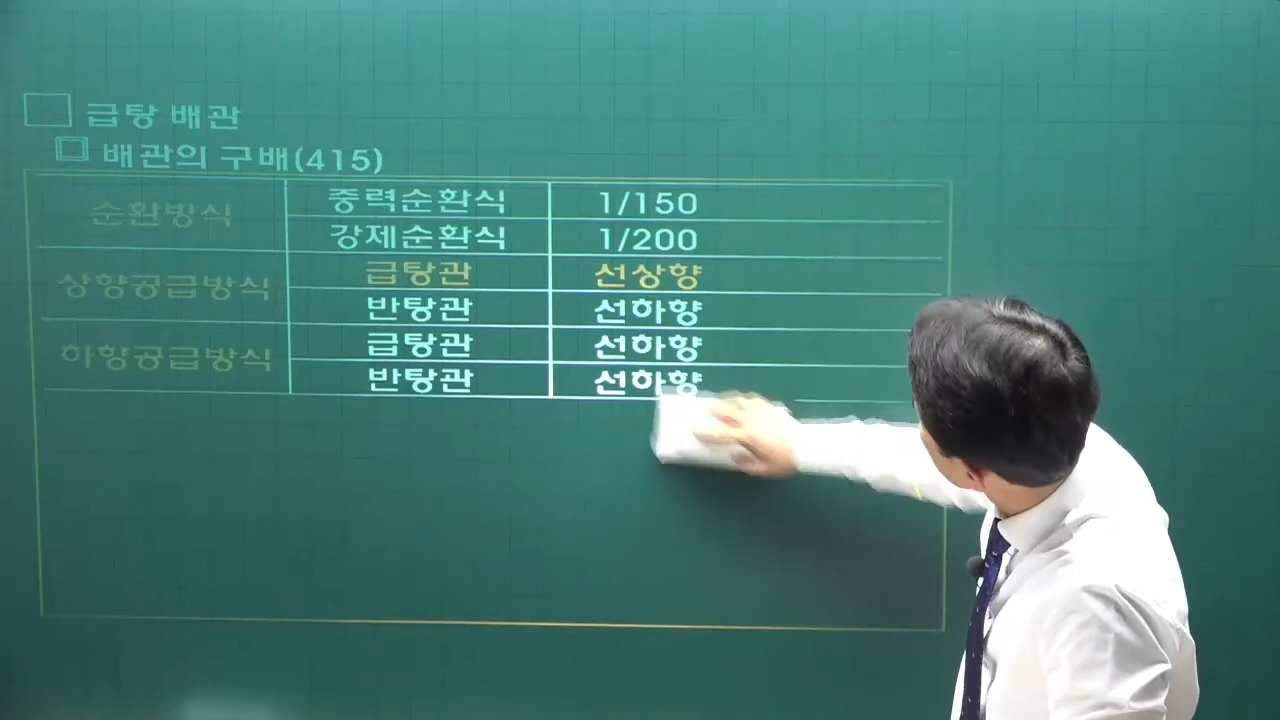 급탕 배관
배관의 구배(415)
순환방식 중력순환식 1/150
강제순환식 1/200
상향공급방식 급탕관 선상향
반탕관 선하향
하향공급방식 급탕관 선하향
반탕관 선하향